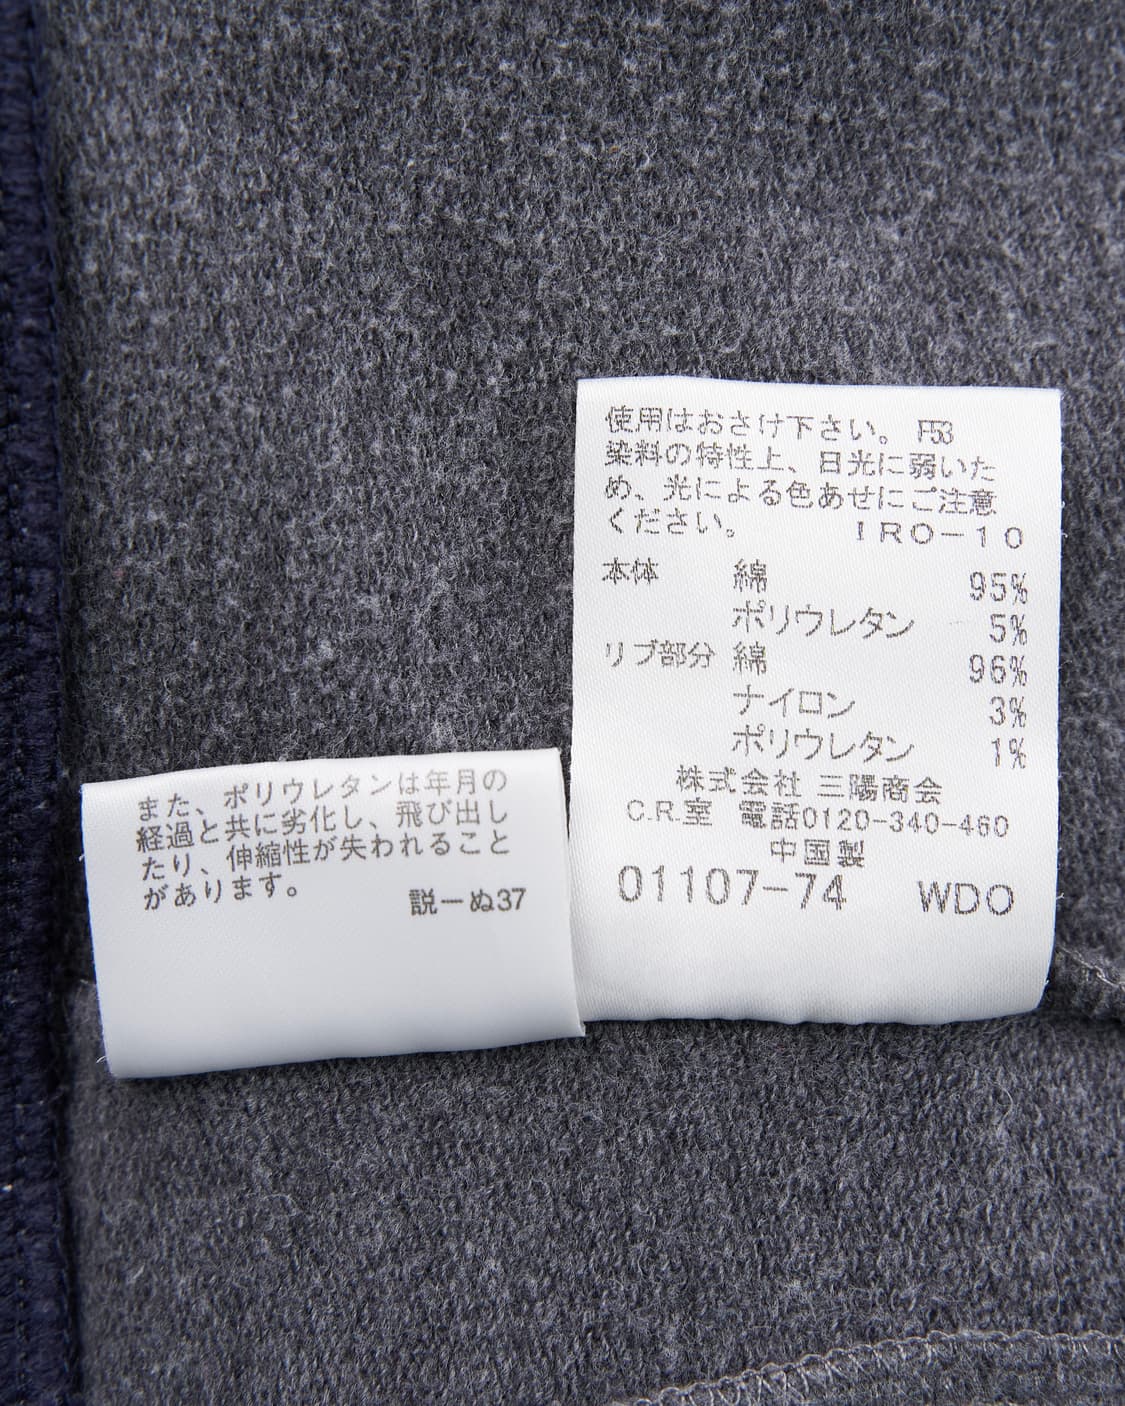 使用はおさけ下さい。 F53
染料の特性上、日光に弱いた
め、光による色あせにご注意
ください。 IRO-10
本体 綿 95%
ポリウレタン 5%
リブ部分 綿 96%
ナイロン 3%
ポリウレタン 1%
株式会社 三陽商会
C.R.室 電話0120-340-460
中国製
01107-74 WDO
また、ポリウレタンは年月の
経過と共に劣化し、飛び出し
たり、伸縮性が失われること
があります。
説ーぬ37